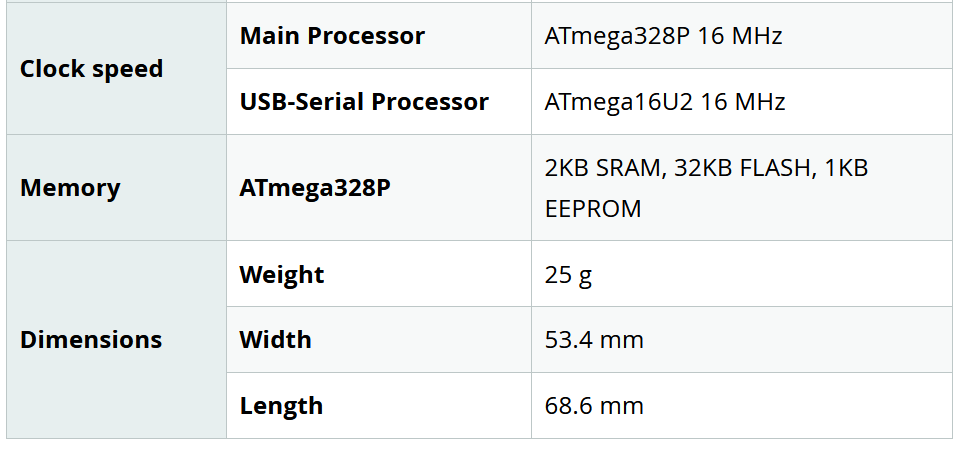 Clock speed
Main Processor
ATmega328P 16 MHz
USB-Serial Processor
ATmega16U2 16 MHz
Memory
ATmega328P
2KB SRAM, 32KB FLASH, 1KB
EEPROM
Dimensions
Weight
25 g
Width
53.4 mm
Length
68.6 mm